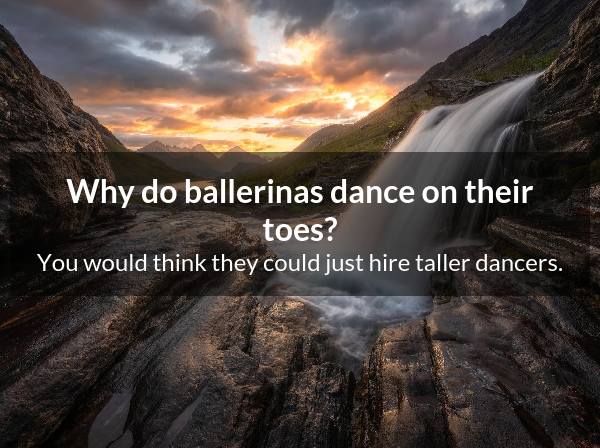 Why do ballerinas dance on their
toes?
You would think they could just hire taller dancers.